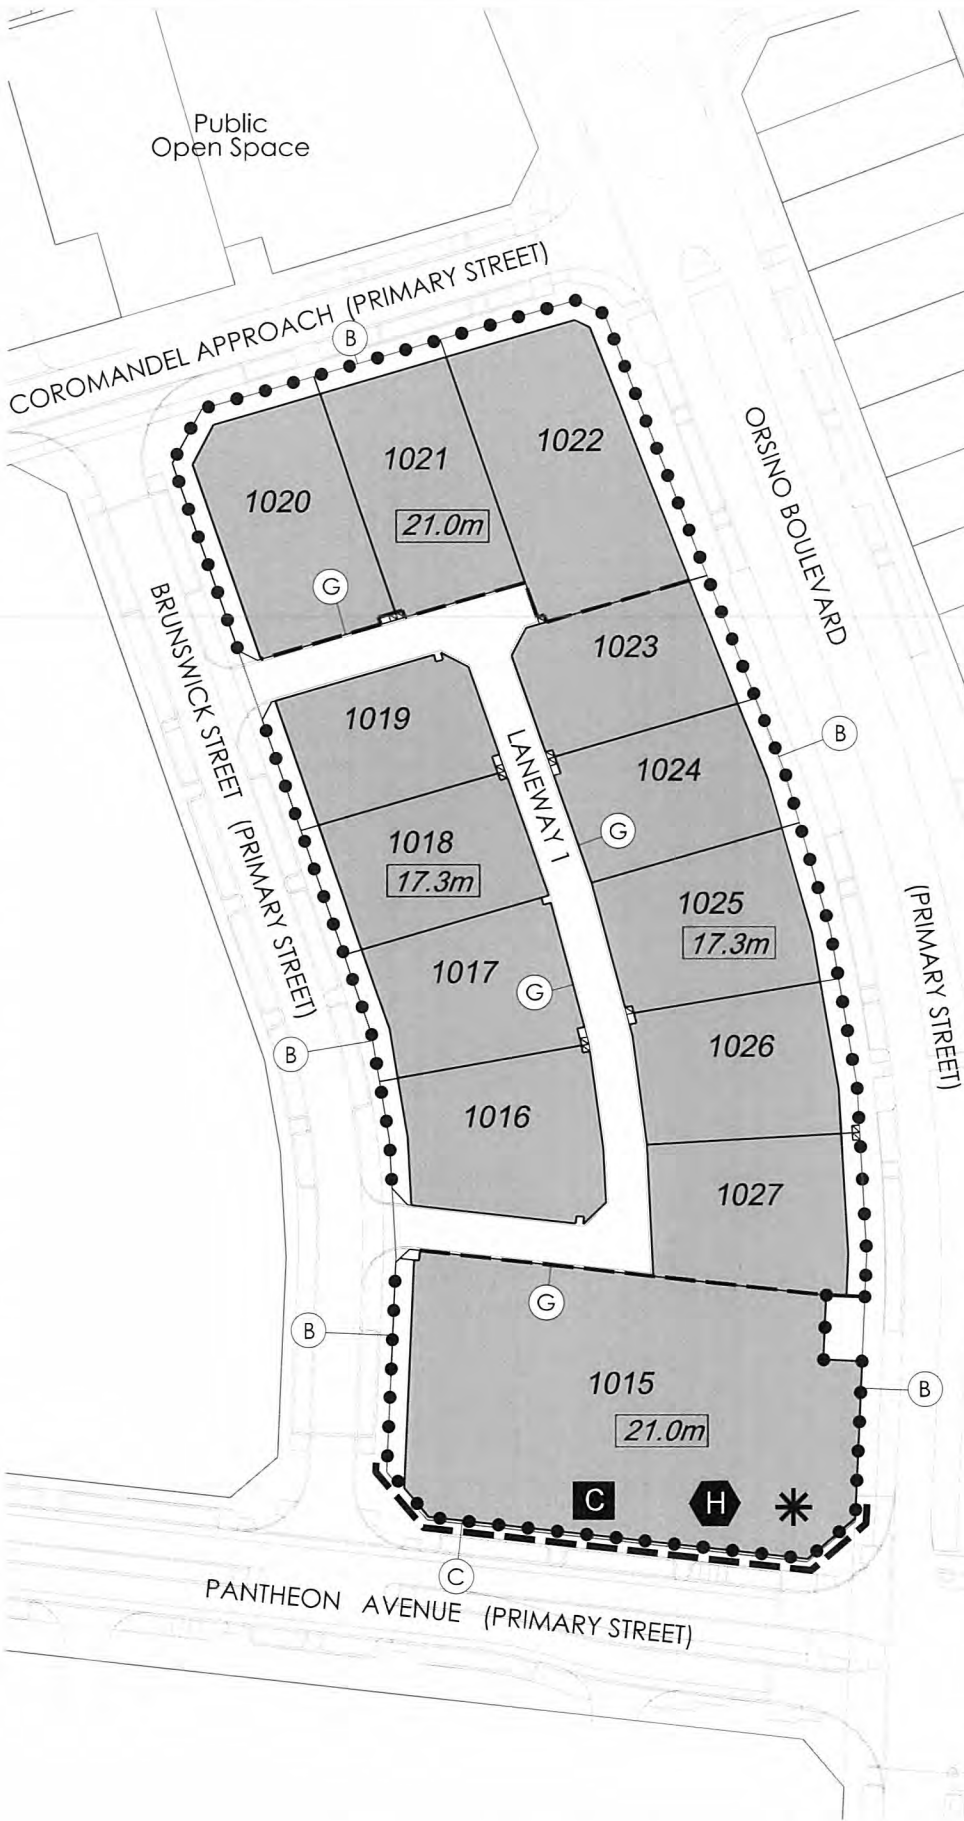 Public
Open Space
COROMANDEL APPROACH (PRIMARY STREET)
B
1022
1021
21.0m
1020
ORSINO BOULEVARD
G
BRUNSWICK STREET (PRIMARY STREET)
1023
1019
LANEWAY 1
B
1024
G
1018
17.3m
1025
17.3m
(PRIMARY STREET)
1017
G
B
1026
1016
1027
G
B
1015
B
21.0m
C
H
C
PANTHEON AVENUE (PRIMARY STREET)